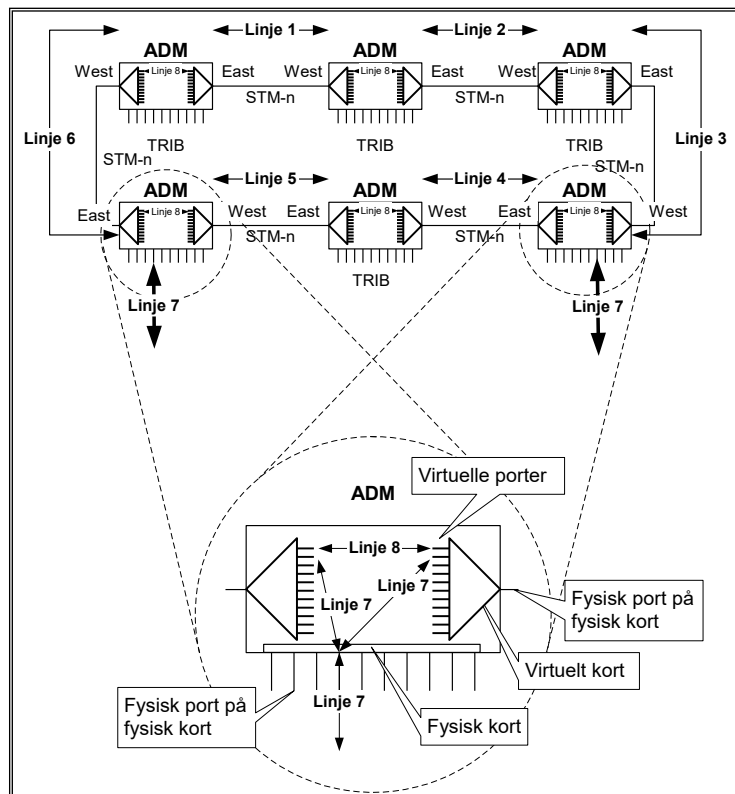 Linje 1 Linje 2
ADM ADM ADM
West Linje 8 East West Linje 8 East West Linje 8 East
STM-n STM-n
Linje 6 TRIB TRIB TRIB Linje 3
STM-n STM-n
Linje 5 Linje 4
ADM ADM ADM
East Linje 8 West East Linje 8 West East Linje 8 West
STM-n STM-n
TRIB
Linje 7 Linje 7
Virtuelle porter
ADM
Linje 8
Linje 7
Linje 7
Fysisk port på
fysisk kort
Virtuelt kort
Fysisk port på
fysisk kort
Linje 7
Fysisk kort